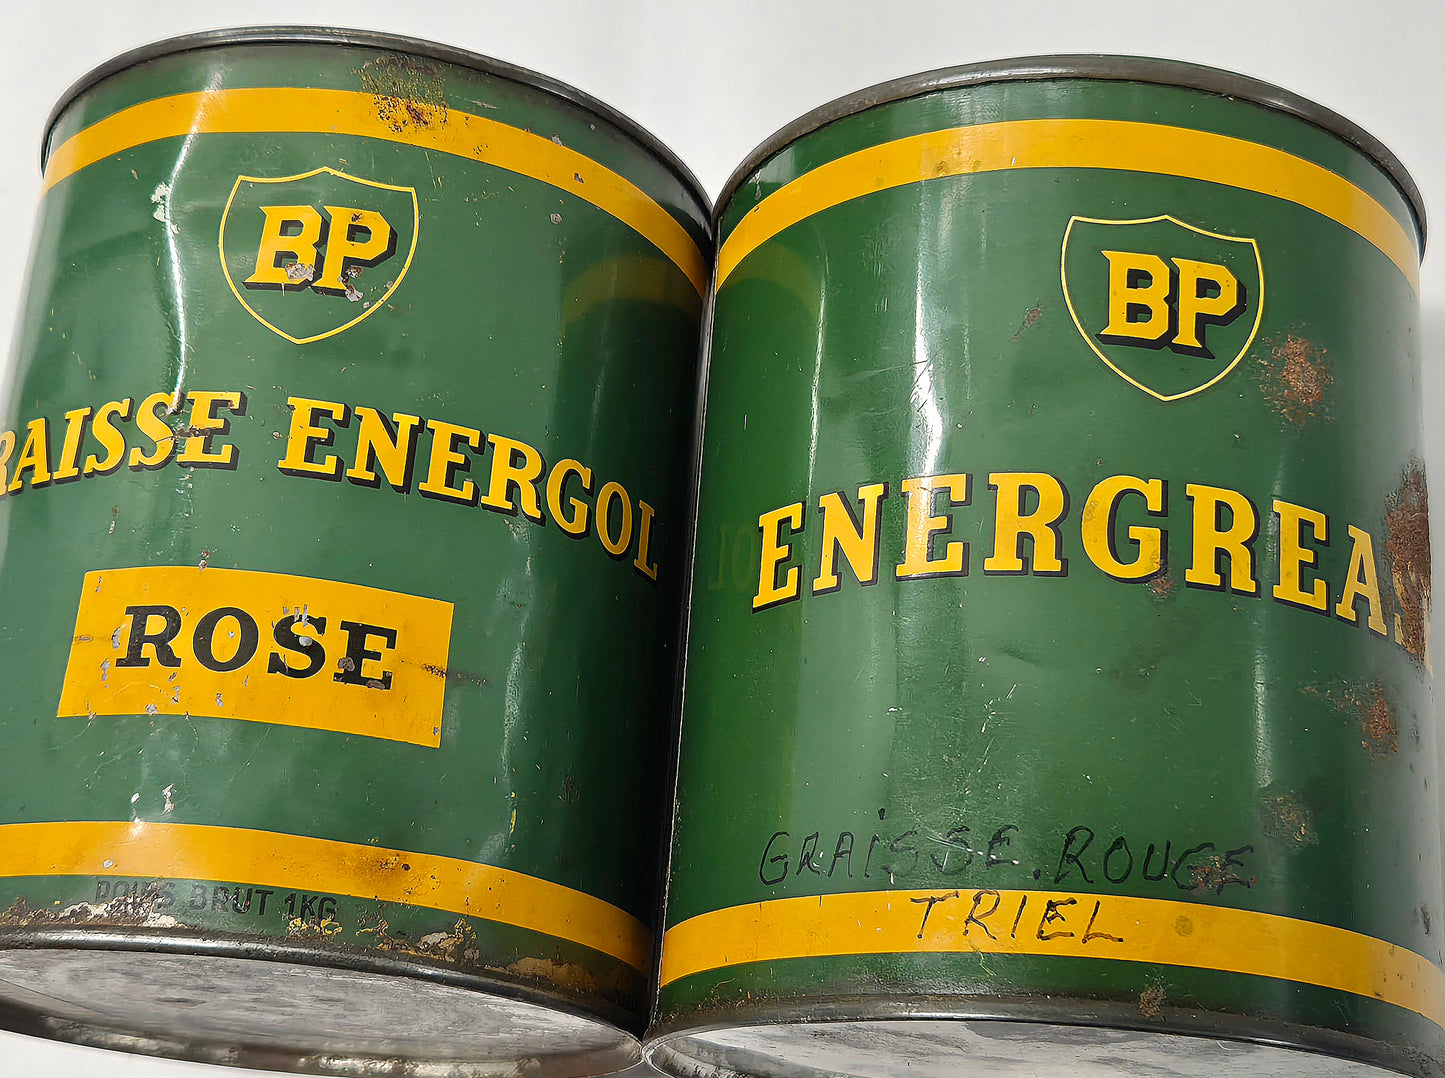 BP
RAISSE ENERGOL
ROSE
POIDS BRUT 1KG
BP
ENERGREA
GRAISSE.ROUGE
TRIEL